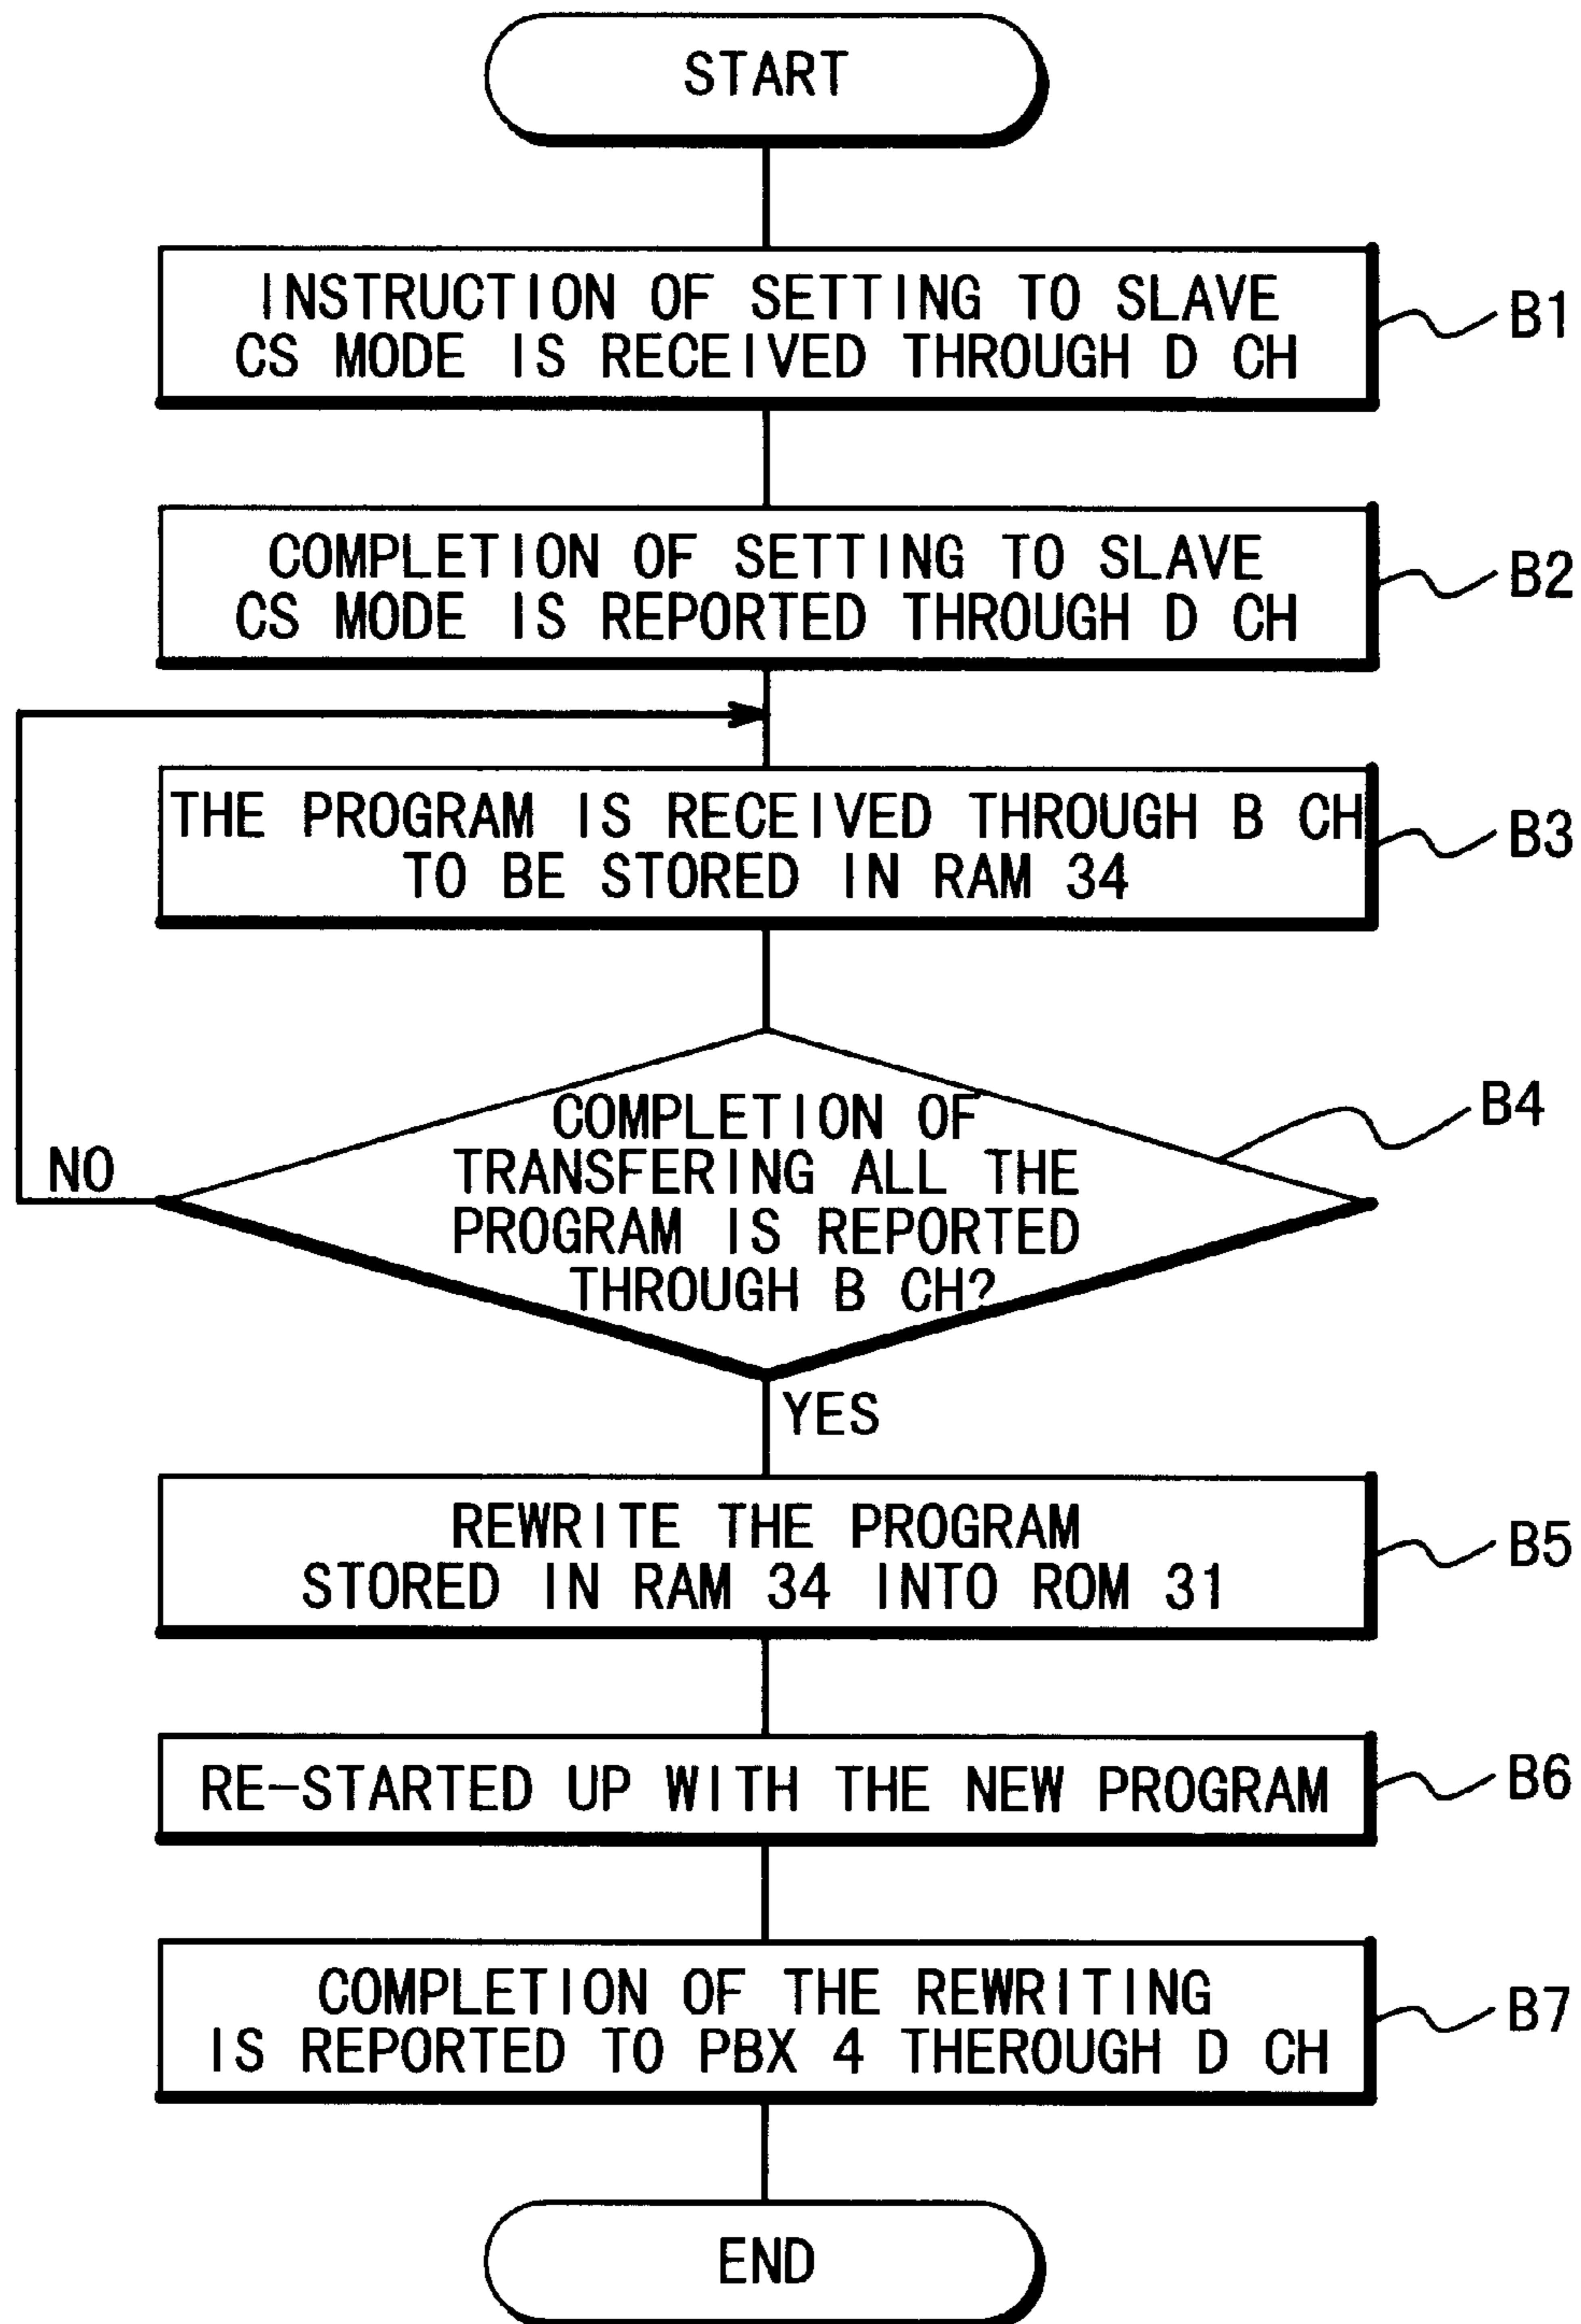 START
INSTRUCTION OF SETTING TO SLAVE
CS MODE IS RECEIVED THROUGH D CH
B1
COMPLETION OF SETTING TO SLAVE
CS MODE IS REPORTED THROUGH D CH
B2
THE PROGRAM IS RECEIVED THROUGH B CH
TO BE STORED IN RAM 34
B3
COMPLETION OF
TRANSFERING ALL THE
PROGRAM IS REPORTED
THROUGH B CH?
B4
NO
YES
REWRITE THE PROGRAM
STORED IN RAM 34 INTO ROM 31
B5
RE-STARTED UP WITH THE NEW PROGRAM
B6
COMPLETION OF THE REWRITING
IS REPORTED TO PBX 4 THEROUGH D CH
B7
END